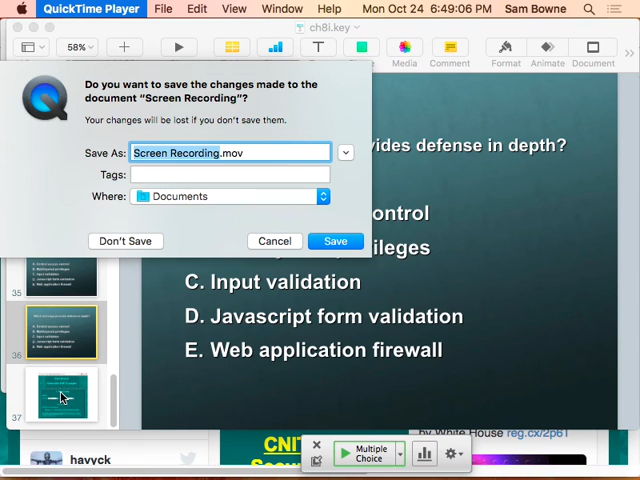 QuickTime Player File Edit View Window Help Mon Oct 24 6:49:06 PM Sam Bowne
ch8i.key
58%
Media Comment Format Animate Document
Do you want to save the changes made to the
document “Screen Recording”?
Your changes will be lost if you don't save them.
Save As: Screen Recording.mov
Tags:
Where: Documents
Don't Save Cancel Save
vides defense in depth?
ontrol
ileges
C. Input validation
D. Javascript form validation
E. Web application firewall
35
36
37
havyck
CNIT
Multiple
Choice
by White House reg.cx/2p61